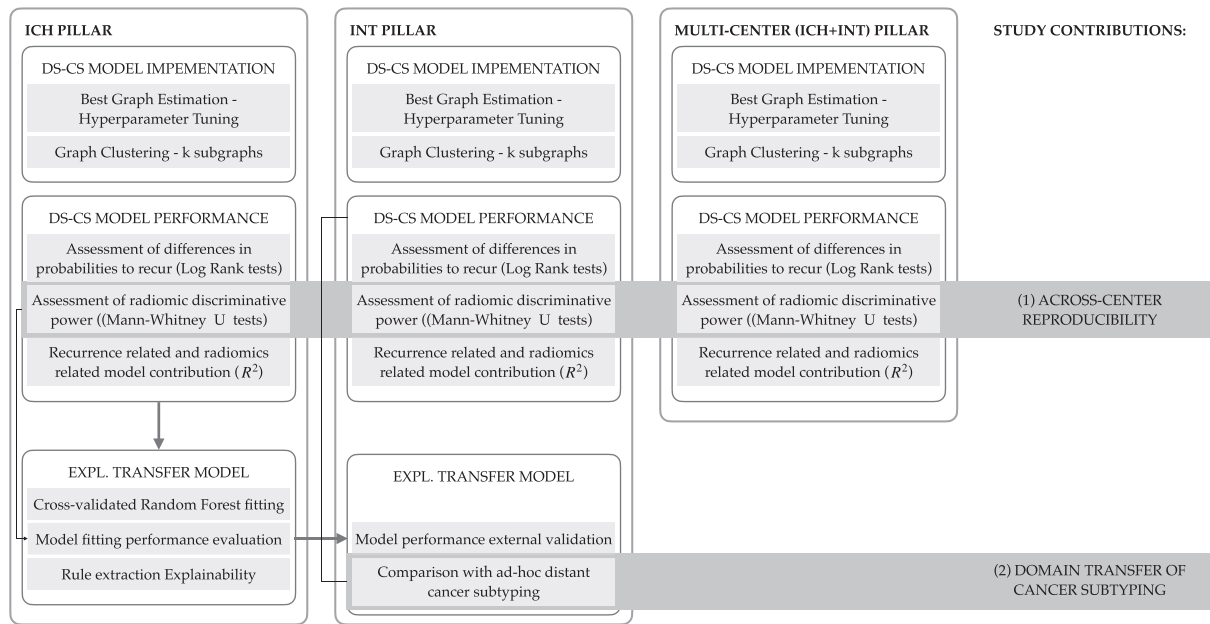 ICH PILLAR
DS-CS MODEL IMPEMENTATION
Best Graph Estimation -
Hyperparameter Tuning
Graph Clustering - k subgraphs
DS-CS MODEL PERFORMANCE
Assessment of differences in
probabilities to recur (Log Rank tests)
Assessment of radiomic discriminative
power ((Mann-Whitney U tests)
Recurrence related and radiomics
related model contribution (R²)
EXPL. TRANSFER MODEL
Cross-validated Random Forest fitting
Model fitting performance evaluation
Rule extraction Explainability
INT PILLAR
DS-CS MODEL IMPEMENTATION
Best Graph Estimation -
Hyperparameter Tuning
Graph Clustering - k subgraphs
DS-CS MODEL PERFORMANCE
Assessment of differences in
probabilities to recur (Log Rank tests)
Assessment of radiomic discriminative
power ((Mann-Whitney U tests)
Recurrence related and radiomics
related model contribution (R²)
EXPL. TRANSFER MODEL
Model performance external validation
Comparison with ad-hoc distant
cancer subtyping
MULTI-CENTER (ICH+INT) PILLAR
DS-CS MODEL IMPEMENTATION
Best Graph Estimation -
Hyperparameter Tuning
Graph Clustering - k subgraphs
DS-CS MODEL PERFORMANCE
Assessment of differences in
probabilities to recur (Log Rank tests)
Assessment of radiomic discriminative
power ((Mann-Whitney U tests)
Recurrence related and radiomics
related model contribution (R²)
STUDY CONTRIBUTIONS:
(1) ACROSS-CENTER
REPRODUCIBILITY
(2) DOMAIN TRANSFER OF
CANCER SUBTYPING